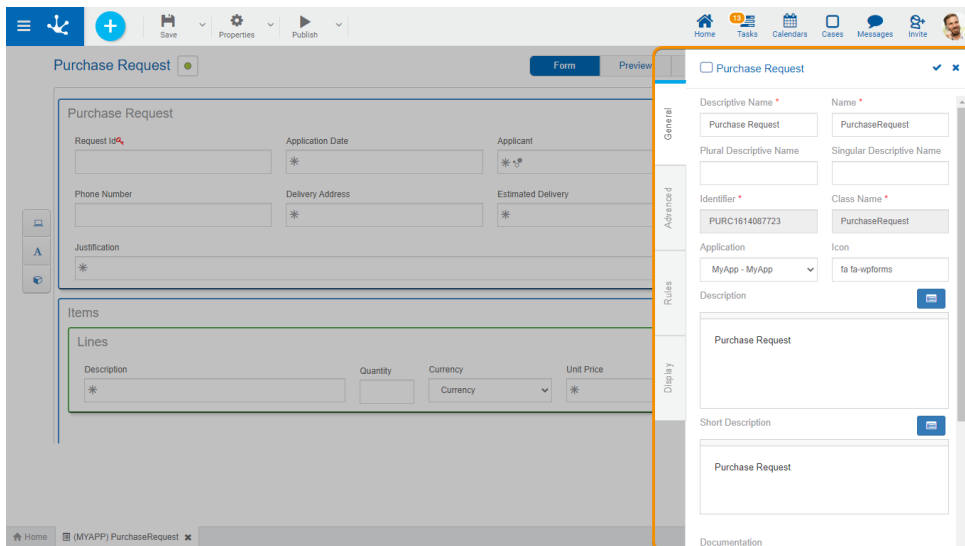 Save
Properties
Publish
Home
13
Tasks
Calendars
Cases
Messages
Invite
Purchase Request
Form
Preview
Purchase Request
Request Id
Application Date
Applicant
Phone Number
Delivery Address
Estimated Delivery
Justification
A
Items
Lines
Description
Quantity
Currency
Unit Price
Currency
Home
(MYAPP) PurchaseRequest
General
Advanced
Rules
Display
Purchase Request
Descriptive Name *
Name *
Purchase Request
PurchaseRequest
Plural Descriptive Name
Singular Descriptive Name
Identifier *
Class Name *
PURC1614087723
PurchaseRequest
Application
Icon
MyApp - MyApp
fa fa-wpforms
Description
Purchase Request
Short Description
Purchase Request
Documentation